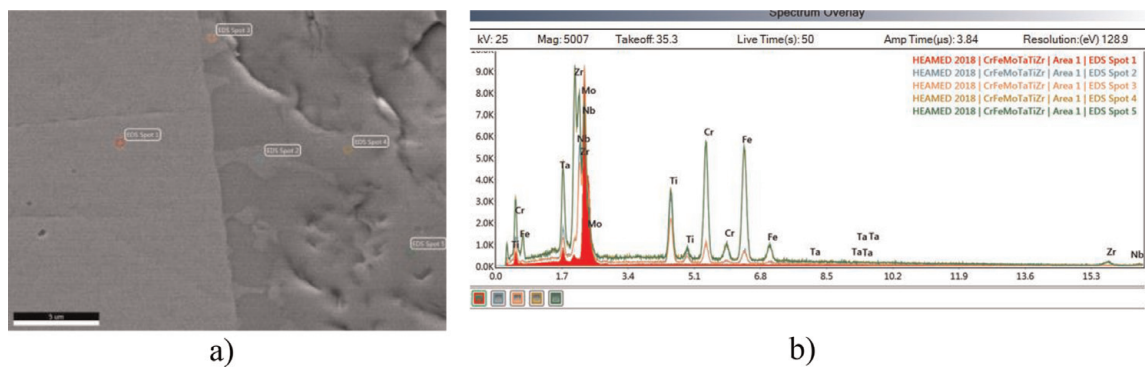 EDS Spot 3
EDS Spot 1
EDS Spot 2
EDS Spot 4
EDS Spot 5
5 um
a)
Spectrum Overlay
kV: 25 Mag: 5007 Takeoff: 35.3 Live Time(s): 50 Amp Time(µs): 3.84 Resolution:(eV) 128.9
HEAMED 2018 | CrFeMoTaTiZr | Area 1 | EDS Spot 1
HEAMED 2018 | CrFeMoTaTiZr | Area 1 | EDS Spot 2
HEAMED 2018 | CrFeMoTaTiZr | Area 1 | EDS Spot 3
HEAMED 2018 | CrFeMoTaTiZr | Area 1 | EDS Spot 4
HEAMED 2018 | CrFeMoTaTiZr | Area 1 | EDS Spot 5
10.0K
9.0K
8.0K
7.0K
6.0K
5.0K
4.0K
3.0K
2.0K
1.0K
0.0K
Zr
Mo
Nb
Nb
Zr
Ta
Cr
Fe
Ti
Mo
Ti
Ti
Cr
Cr
Fe
Fe
Ta
Ta Ta
Ta Ta
Zr
Nb
0.0 1.7 3.4 5.1 6.8 8.5 10.2 11.9 13.6 15.3
b)